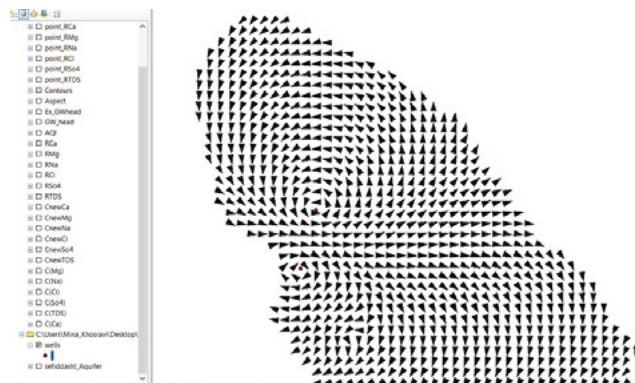 point_RCa
point_RMg
point_RNa
point_RCl
point_RSo4
point_RTDS
Contours
Aspect
Ex_GWhead
GW_head
AQI
RCa
RMg
RNa
RCl
RSo4
RTDS
CnewCa
CnewMg
CnewNa
CnewCl
CnewSo4
CnewTDS
C(Mg)
C(Na)
C(Cl)
C(So4)
C(TDS)
C(Ca)
C:\Users\Mina_Khosravi\Desktop\
wells
sefiddasht_Aquifer